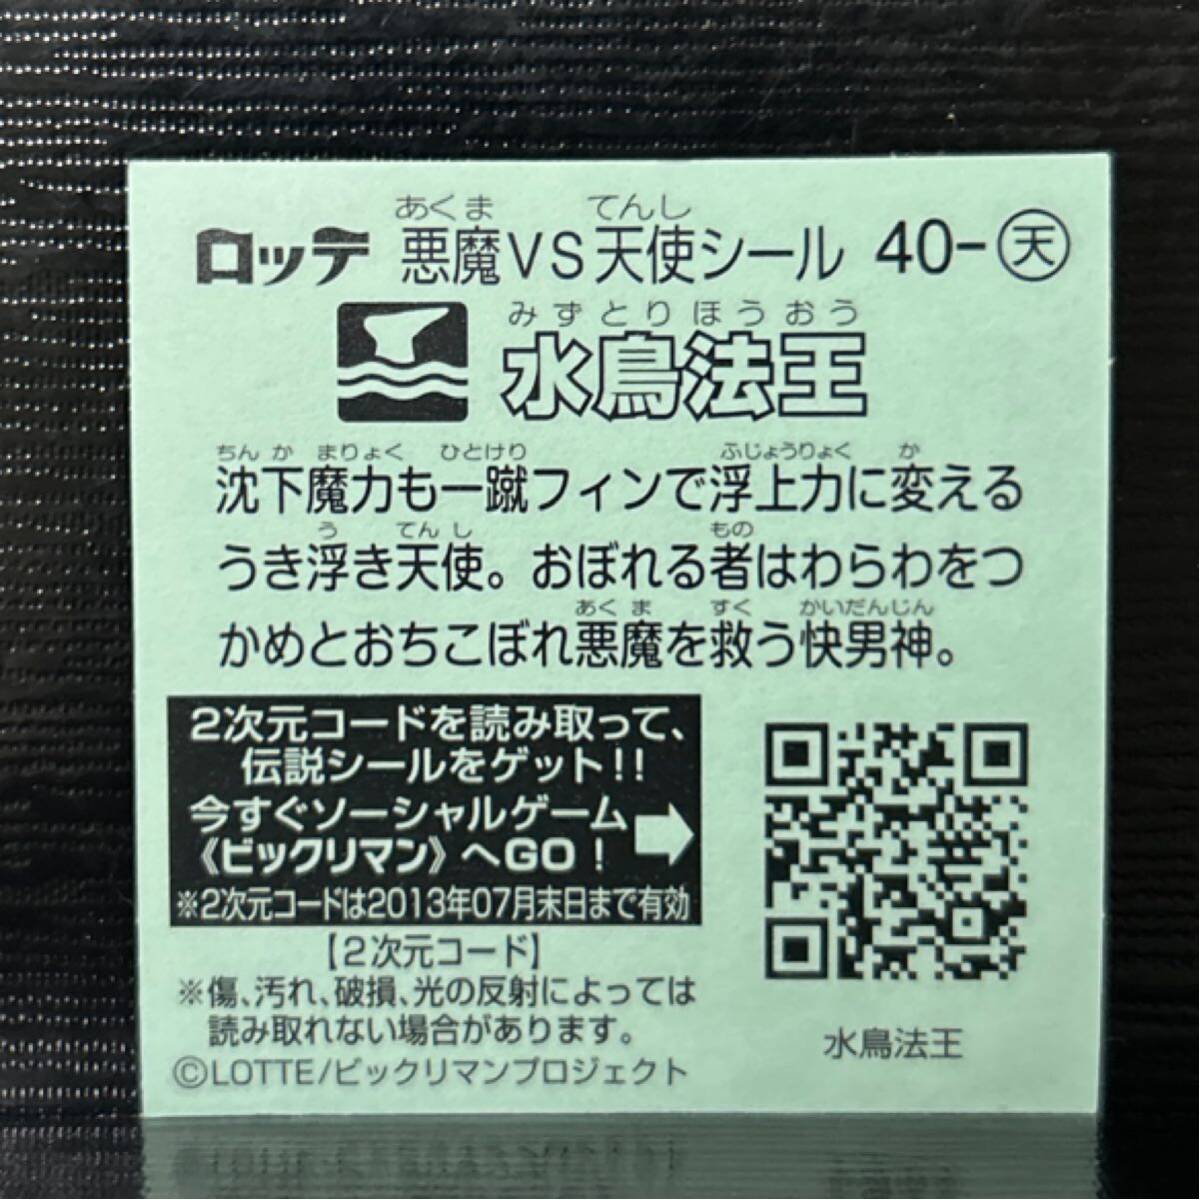 あくま てんし
ロッテ 悪魔VS天使シール 40-天
みずとりほうおう
水鳥法王
ちんか まりょく ひとけり ふじょうりょく か
沈下魔力も一蹴フィンで浮上力に変える
う てんし もの
うき浮き天使。おぼれる者はわらわをつ
あくま すく かいだんじん
かめとおちこぼれ悪魔を救う快男神。
2次元コードを読み取って、
伝説シールをゲット!!
今すぐソーシャルゲーム
《ビックリマン》へGO!
※2次元コードは2013年07月末日まで有効
【2次元コード】
※傷、汚れ、破損、光の反射によっては
読み取れない場合があります。
©LOTTE/ビックリマンプロジェクト
水鳥法王